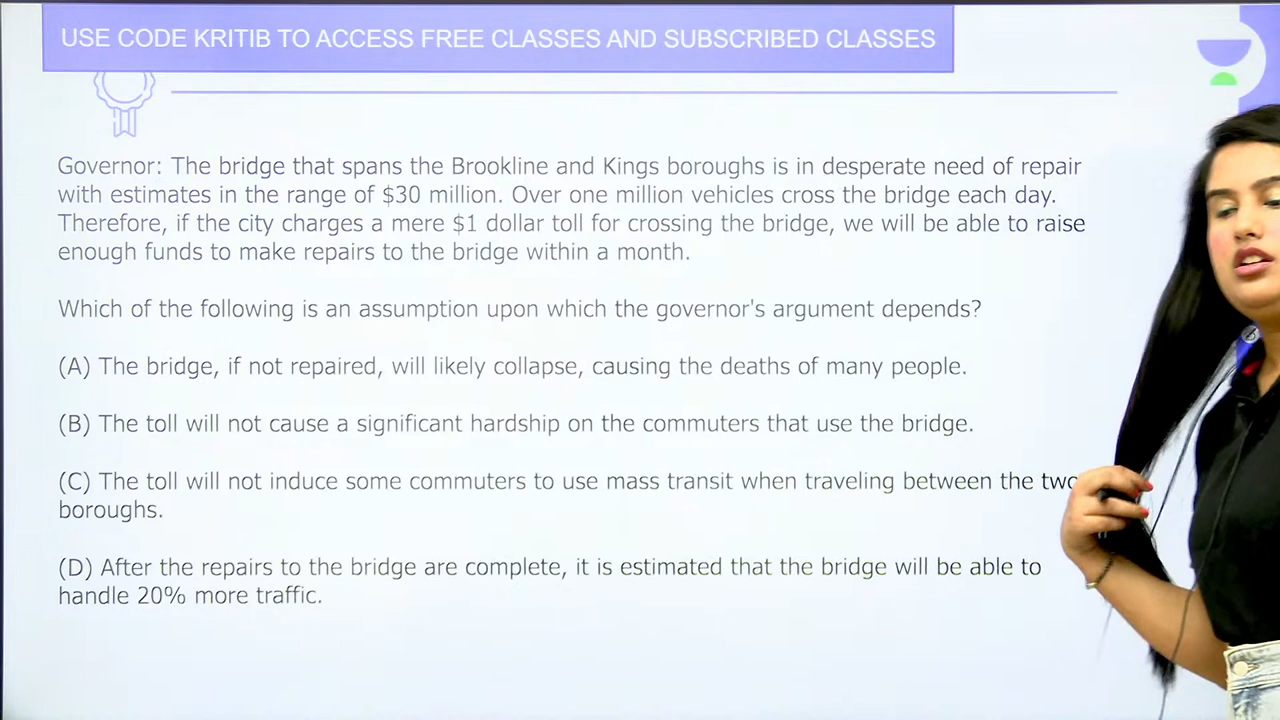 USE CODE KRITIB TO ACCESS FREE CLASSES AND SUBSCRIBED CLASSES
Governor: The bridge that spans the Brookline and Kings boroughs is in desperate need of repair
with estimates in the range of $30 million. Over one million vehicles cross the bridge each day.
Therefore, if the city charges a mere $1 dollar toll for crossing the bridge, we will be able to raise
enough funds to make repairs to the bridge within a month.
Which of the following is an assumption upon which the governor's argument depends?
(A) The bridge, if not repaired, will likely collapse, causing the deaths of many people.
(B) The toll will not cause a significant hardship on the commuters that use the bridge.
(C) The toll will not induce some commuters to use mass transit when traveling between the two
boroughs.
(D) After the repairs to the bridge are complete, it is estimated that the bridge will be able to
handle 20% more traffic.